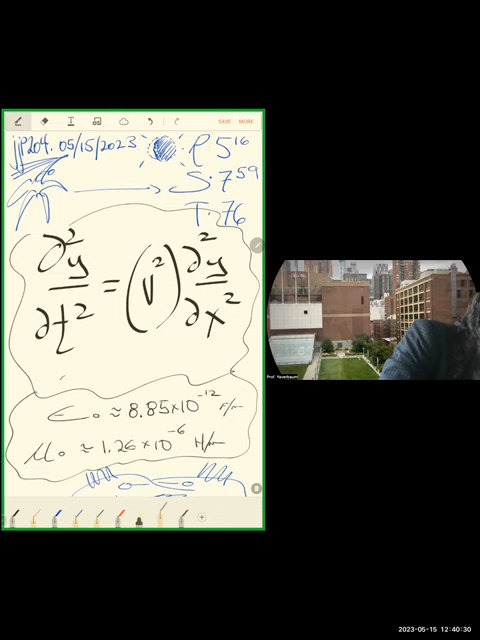 SAVE MORE
jjP204. 05/15/2023 R 5¹⁶
S: 7⁵⁹
T: 76
∂²y/∂t² = (V²) ∂²y/∂x²
ε₀ ≈ 8.85×10⁻¹² F/m
μ₀ ≈ 1.26×10⁻⁶ H/m
Prof. Yaverbaum
2023-05-15 12:40:30